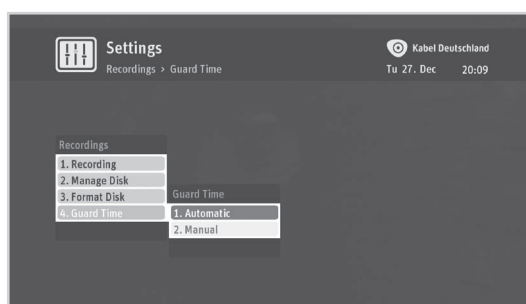 Settings
Recordings > Guard Time
Kabel Deutschland
Tu 27. Dec 20:09
Recordings
1. Recording
2. Manage Disk
3. Format Disk
4. Guard Time
Guard Time
1. Automatic
2. Manual